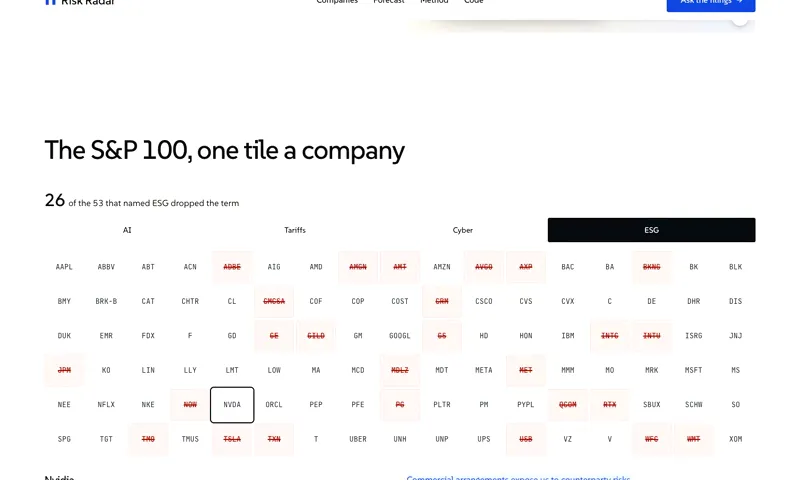 Risk Radar Companies Forecast Method Code Ask the filings →
The S&P 100, one tile a company
26 of the 53 that named ESG dropped the term
AI Tariffs Cyber ESG
AAPL ABBV ABT ACN ADBE AIG AMD AMGN AMT AMZN AVGO AXP BAC BA BKNG BK BLK
BMY BRK-B CAT CHTR CL CMCSA COF COP COST CRM CSCO CVS CVX C DE DHR DIS
DUK EMR FDX F GD GE GILD GM GOOGL GS HD HON IBM INTC INTU ISRG JNJ
JPM KO LIN LLY LMT LOW MA MCD MDLZ MDT META MET MMM MO MRK MSFT MS
NEE NFLX NKE NOW NVDA ORCL PEP PFE PG PLTR PM PYPL QCOM RTX SBUX SCHW SO
SPG TGT TMO TMUS TSLA TXN T UBER UNH UNP UPS USB VZ V WFC WMT XOM
Nvidia Commercial arrangements expose us to counterparty risks